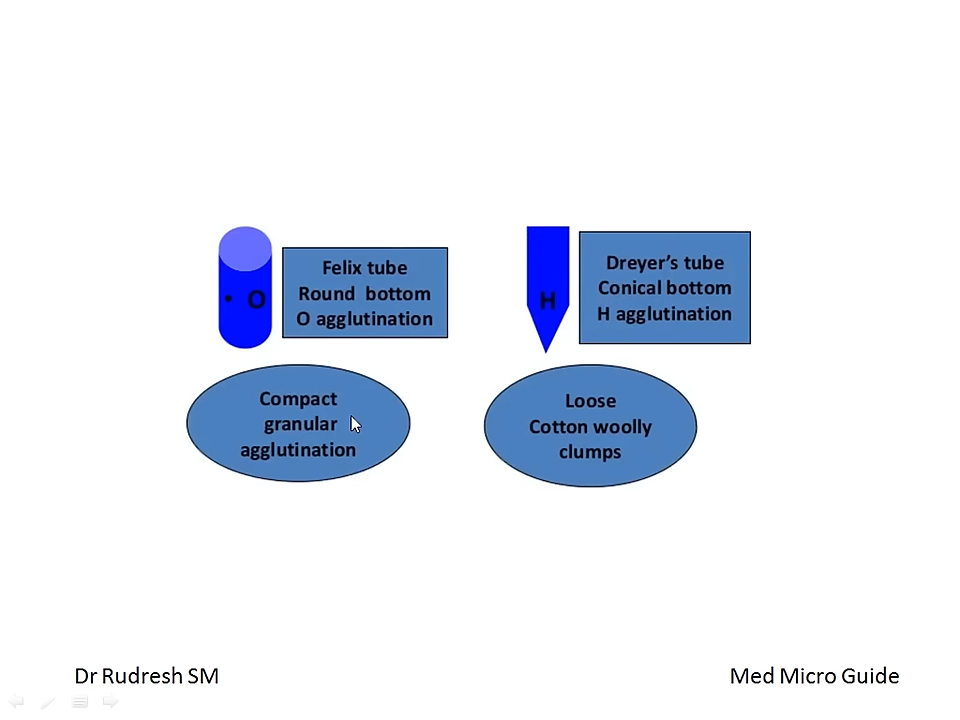 • O
Felix tube
Round bottom
O agglutination
H
Dreyer's tube
Conical bottom
H agglutination
Compact
granular
agglutination
Loose
Cotton woolly
clumps
Dr Rudresh SM
Med Micro Guide